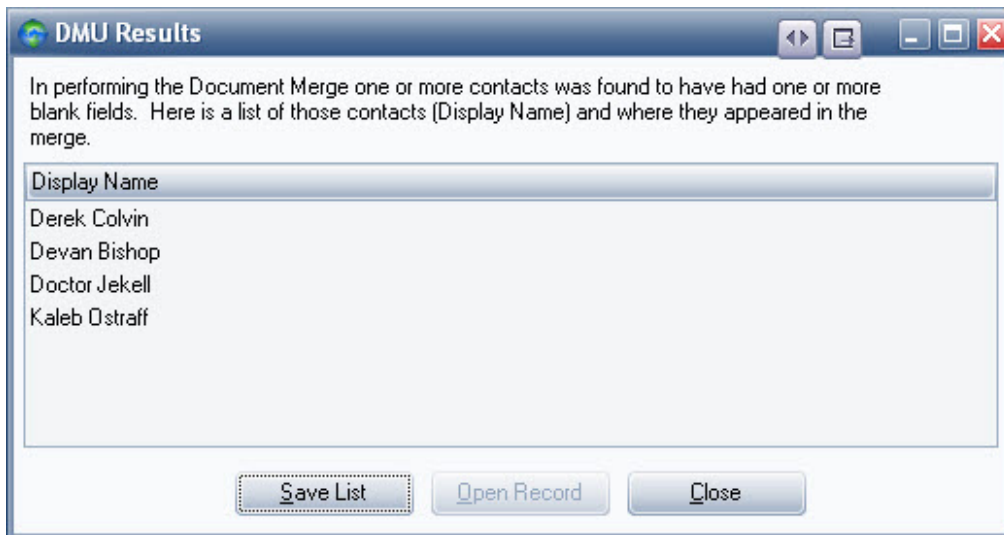 DMU Results
In performing the Document Merge one or more contacts was found to have had one or more
blank fields.  Here is a list of those contacts (Display Name) and where they appeared in the
merge.
Display Name
Derek Colvin
Devan Bishop
Doctor Jekell
Kaleb Ostraff
Save List
Open Record
Close